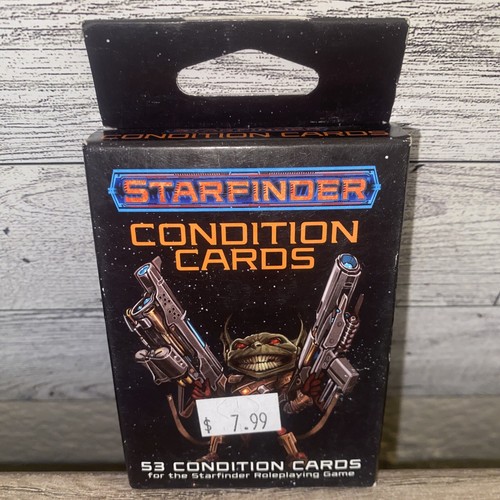 CONDITION CARDS
STARFINDER
CONDITION
CARDS
$ 7.99
53 CONDITION CARDS
for the Starfinder Roleplaying Game